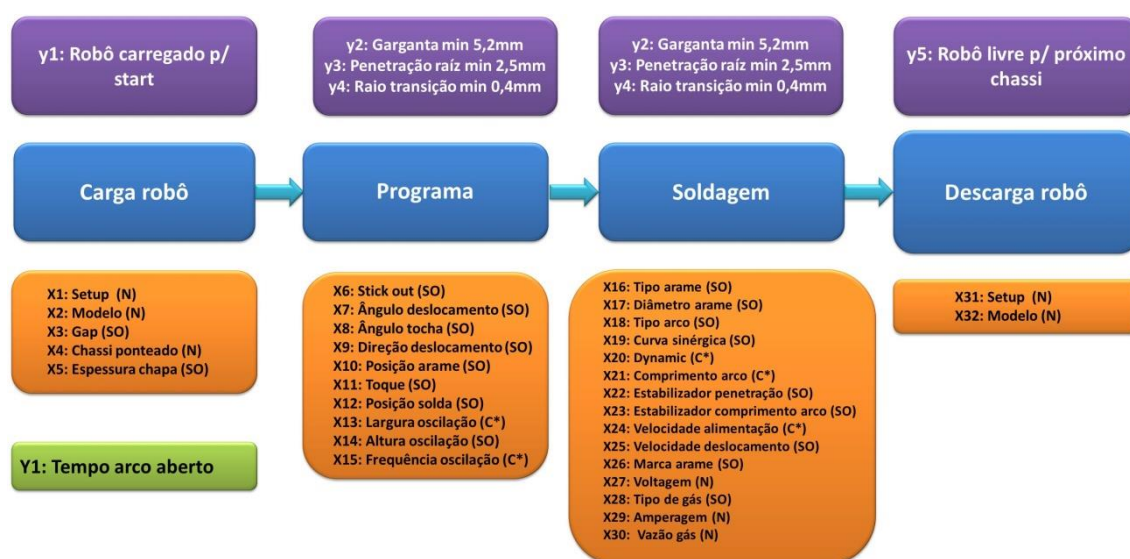 y1: Robô carregado p/
start
y2: Garganta min 5,2mm
y3: Penetração raíz min 2,5mm
y4: Raio transição min 0,4mm
y2: Garganta min 5,2mm
y3: Penetração raíz min 2,5mm
y4: Raio transição min 0,4mm
y5: Robô livre p/ próximo
chassi
Carga robô
Programa
Soldagem
Descarga robô
X1: Setup (N)
X2: Modelo (N)
X3: Gap (SO)
X4: Chassi ponteado (N)
X5: Espessura chapa (SO)
X6: Stick out (SO)
X7: Ângulo deslocamento (SO)
X8: Ângulo tocha (SO)
X9: Direção deslocamento (SO)
X10: Posição arame (SO)
X11: Toque (SO)
X12: Posição solda (SO)
X13: Largura oscilação (C*)
X14: Altura oscilação (SO)
X15: Frequência oscilação (C*)
X16: Tipo arame (SO)
X17: Diâmetro arame (SO)
X18: Tipo arco (SO)
X19: Curva sinérgica (SO)
X20: Dynamic (C*)
X21: Comprimento arco (C*)
X22: Estabilizador penetração (SO)
X23: Estabilizador comprimento arco (SO)
X24: Velocidade alimentação (C*)
X25: Velocidade deslocamento (SO)
X26: Marca arame (SO)
X27: Voltagem (N)
X28: Tipo de gás (SO)
X29: Amperagem (N)
X30: Vazão gás (N)
X31: Setup (N)
X32: Modelo (N)
Y1: Tempo arco aberto